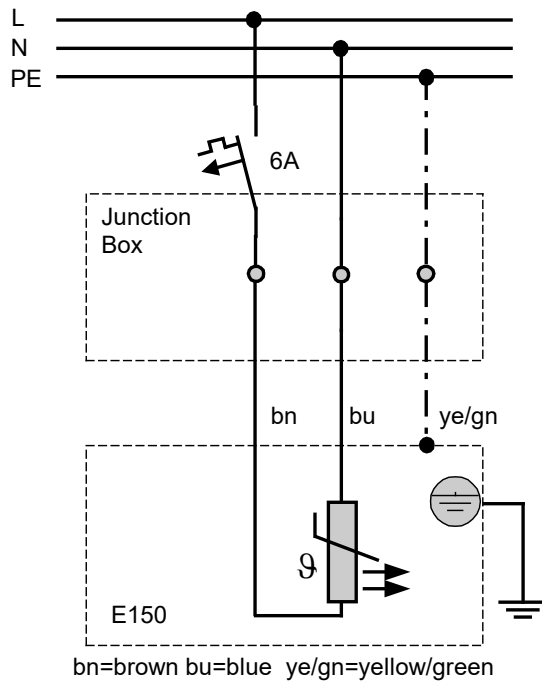 L
N
PE
6A
Junction
Box
bn bu ye/gn
ϑ
E150
bn=brown bu=blue ye/gn=yellow/green